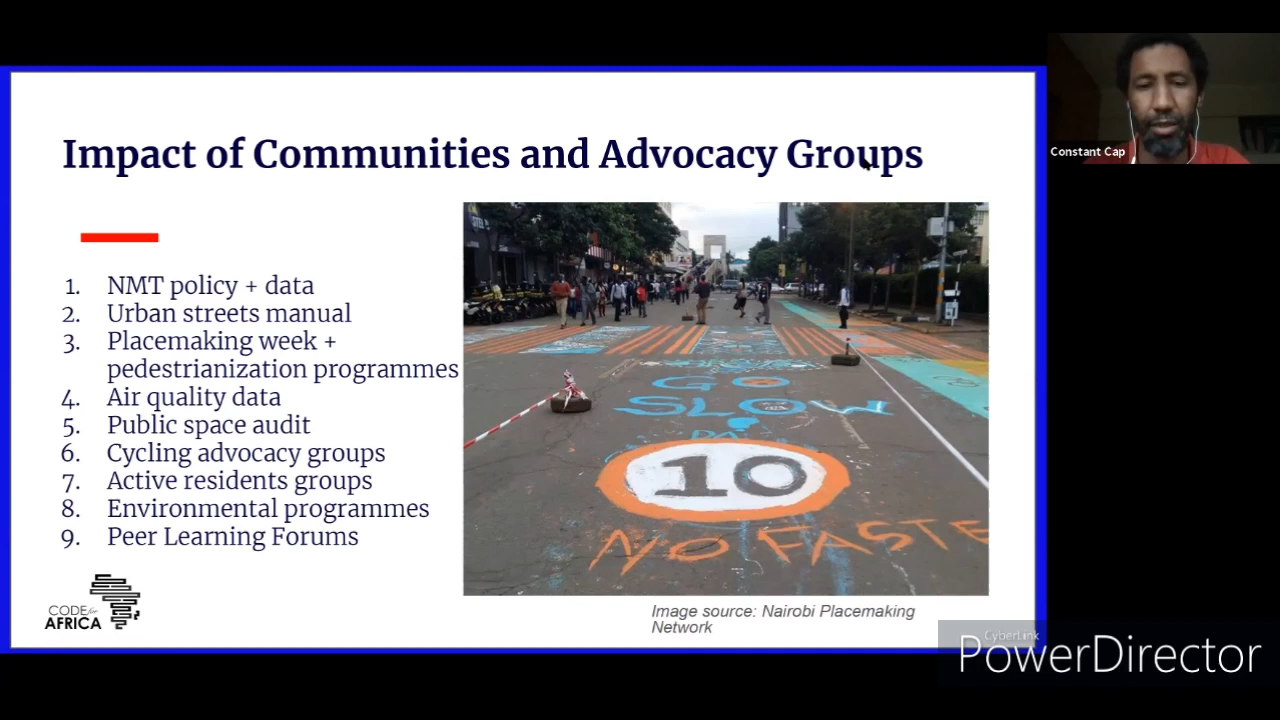 Impact of Communities and Advocacy Groups
Constant Cap
1. NMT policy + data
2. Urban streets manual
3. Placemaking week +
pedestrianization programmes
4. Air quality data
5. Public space audit
6. Cycling advocacy groups
7. Active residents groups
8. Environmental programmes
9. Peer Learning Forums
GO
SLOW
10
NO FASTE
CODE for
AFRICA
Image source: Nairobi Placemaking
Network
CyberLink
PowerDirector